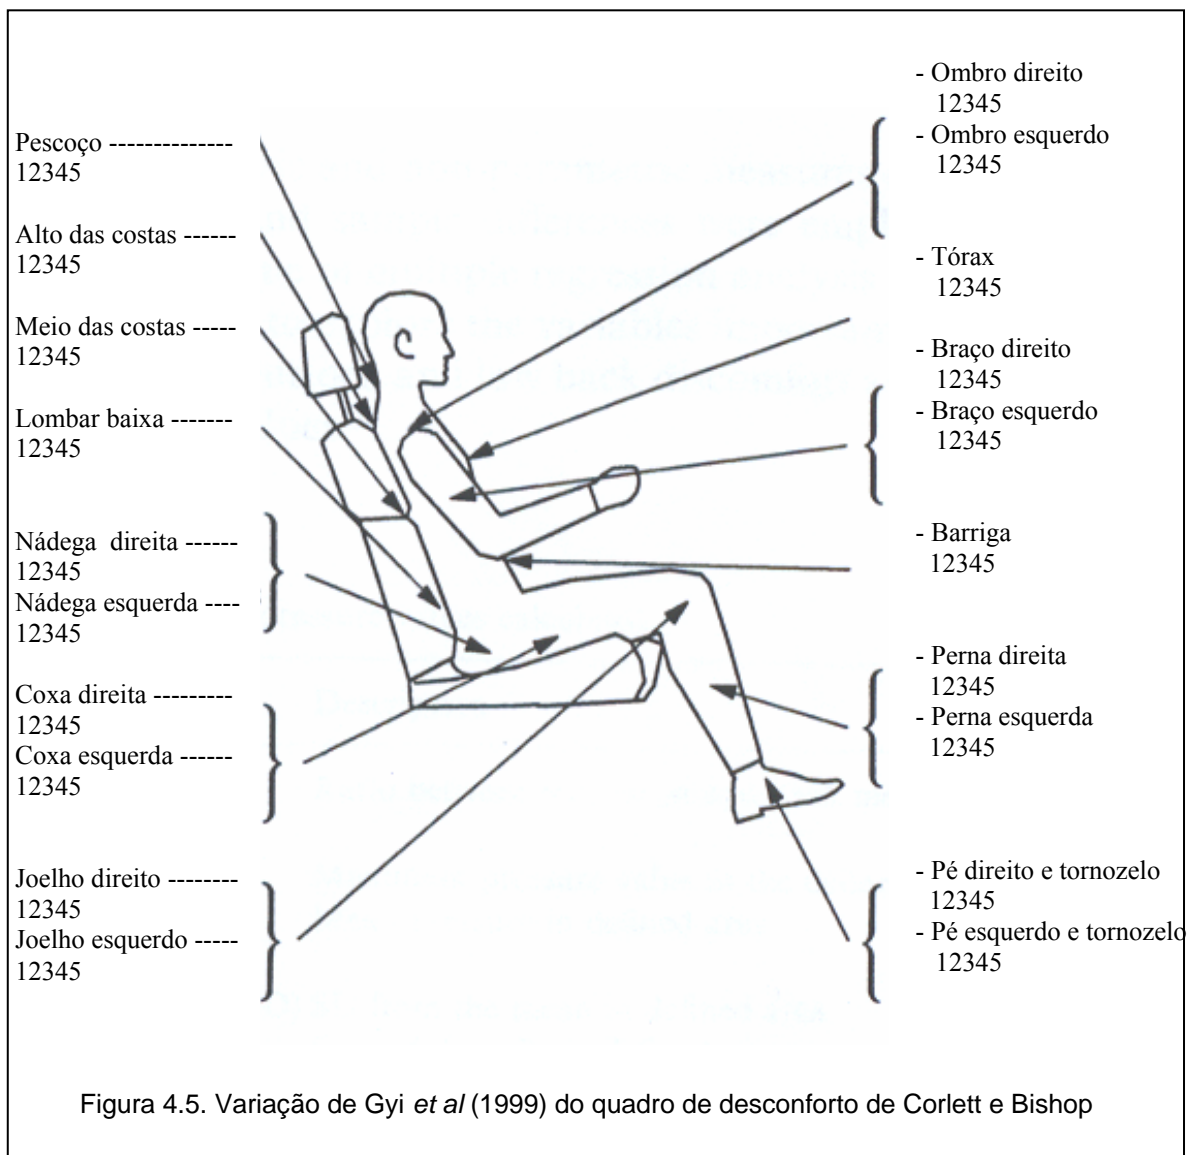 Pescoço --------------
12345
Alto das costas ------
12345
Meio das costas -----
12345
Lombar baixa -------
12345
Nádega  direita ------
12345
Nádega esquerda ----
12345
Coxa direita ---------
12345
Coxa esquerda ------
12345
Joelho direito --------
12345
Joelho esquerdo -----
12345
- Ombro direito
12345
- Ombro esquerdo
12345
- Tórax
12345
- Braço direito
12345
- Braço esquerdo
12345
- Barriga
12345
- Perna direita
12345
- Perna esquerda
12345
- Pé direito e tornozelo
12345
- Pé esquerdo e tornozelo
12345
Figura 4.5. Variação de Gyi et al (1999) do quadro de desconforto de Corlett e Bishop